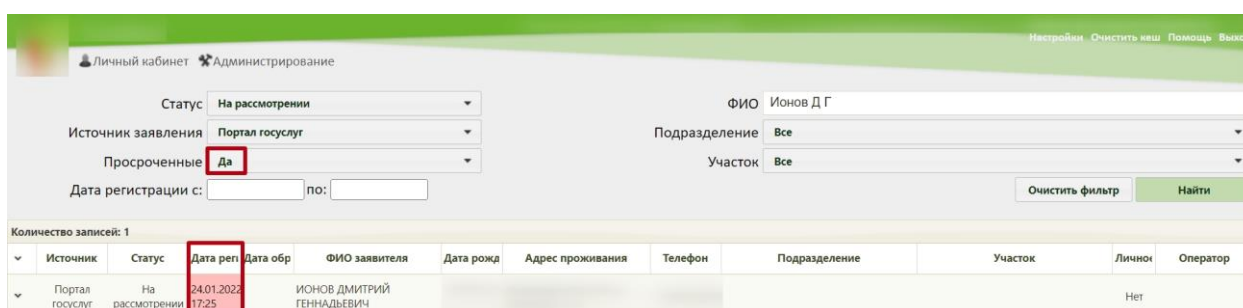 Настройки Очистить кеш Помощь Выхо
Личный кабинет Администрирование
Статус На рассмотрении ФИО Ионов Д Г
Источник заявления Портал госуслуг Подразделение Все
Просроченные Да Участок Все
Дата регистрации с: по: Очистить фильтр Найти
Количество записей: 1
Источник Статус Дата реги Дата обр ФИО заявителя Дата рожд Адрес проживания Телефон Подразделение Участок Личное Оператор
Портал На 24.01.2022 ИОНОВ ДМИТРИЙ Нет
госуслуг рассмотрении 17:25 ГЕННАДЬЕВИЧ